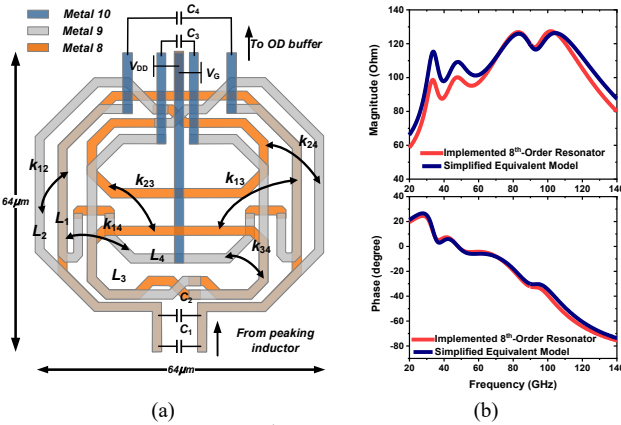 Metal 10
Metal 9
Metal 8
C4
C3
To OD buffer
VDD
VG
64μm
k12
k24
k23
k13
k14
k34
L1
L2
L3
L4
C2
C1
From peaking
inductor
64μm
(a)
Magnitude (Ohm)
140
120
100
80
60
40
20 40 60 80 100 120 140
Implemented 8th-Order Resonator
Simplified Equivalent Model
Phase (degree)
40
20
0
-20
-40
-60
-80
Implemented 8th-Order Resonator
Simplified Equivalent Model
20 40 60 80 100 120 140
Frequency (GHz)
(b)